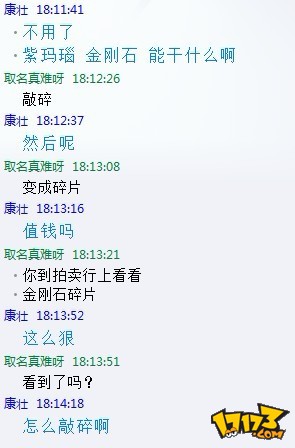 康壮 18:11:41
•不用了
•紫玛瑙 金刚石 能干什么啊
取名真难呀 18:12:26
敲碎
康壮 18:12:37
然后呢
取名真难呀 18:13:08
变成碎片
康壮 18:13:16
值钱吗
取名真难呀 18:13:21
•你到拍卖行上看看
•金刚石碎片
康壮 18:13:52
这么狠
取名真难呀 18:13:51
看到了吗？
康壮 18:14:18
怎么敲碎啊
17173
.COM